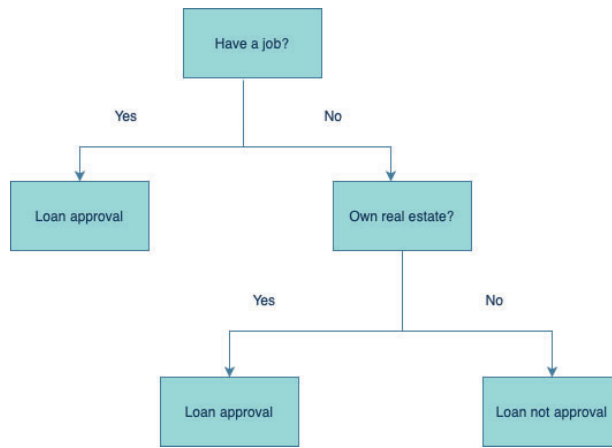 Have a job?
Yes
No
Loan approval
Own real estate?
Yes
No
Loan approval
Loan not approval